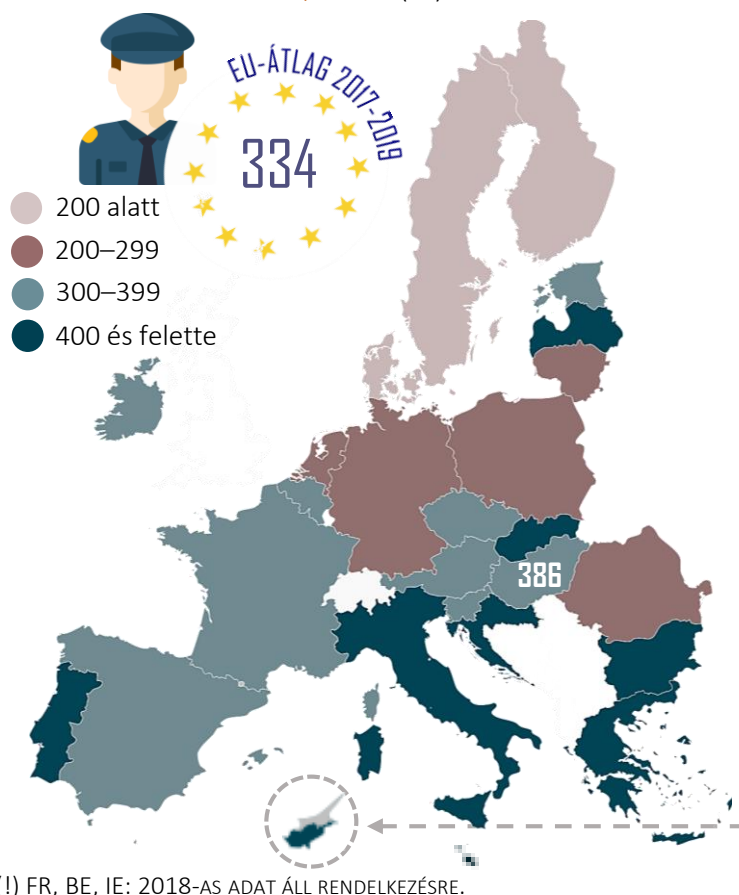 EU-ÁTLAG 2017-2019
334
200 alatt
200–299
300–399
400 és felette
386
(!) FR, BE, IE: 2018-AS ADAT ÁLL RENDELKEZÉSRE.